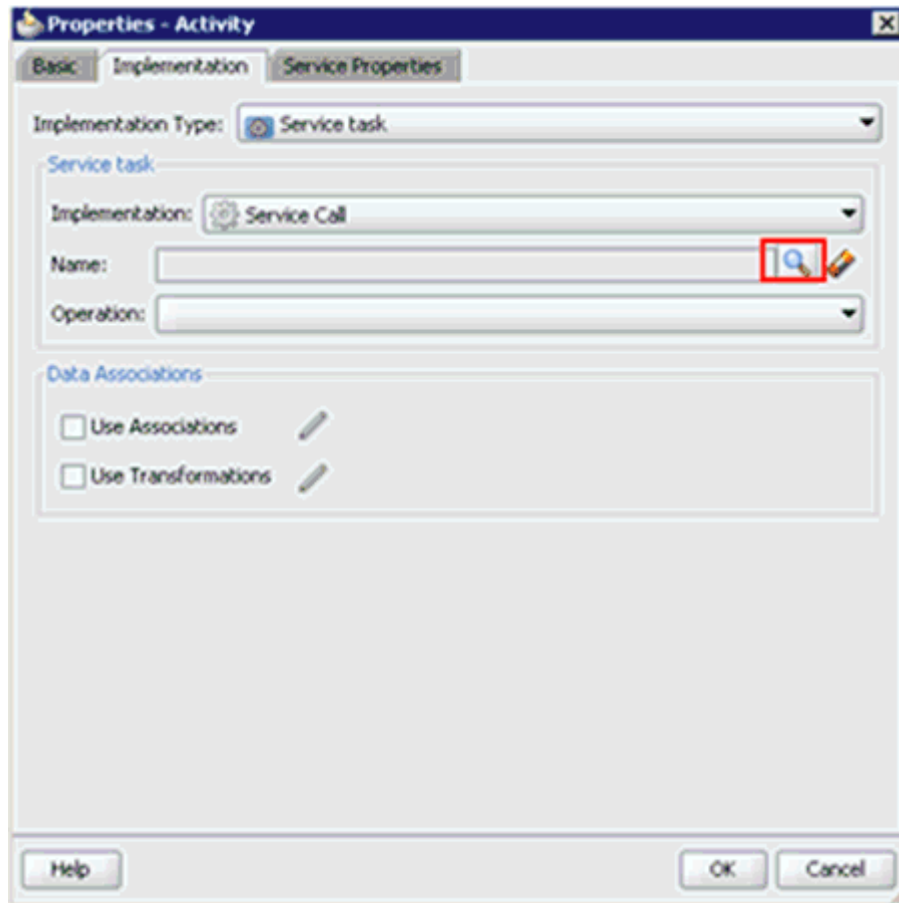 Properties - Activity
Basic Implementation Service Properties
Implementation Type: Service task
Service task
Implementation: Service Call
Name:
Operation:
Data Associations
Use Associations
Use Transformations
Help OK Cancel